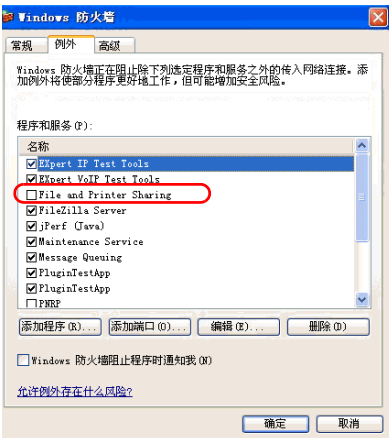 Windows 防火墙
常规 例外 高级
Windows 防火墙正在阻止除下列选定程序和服务之外的传入网络连接。添
加例外将使部分程序更好地工作，但可能增加安全风险。
程序和服务(P):
名称
EXpert IP Test Tools
EXpert VoIP Test Tools
File and Printer Sharing
FileZilla Server
jPerf (Java)
Maintenance Service
Message Queuing
PluginTestApp
PluginTestApp
PNRP
添加程序(R)... 添加端口(O)... 编辑(E)... 删除(D)
Windows 防火墙阻止程序时通知我(N)
允许例外存在什么风险?
确定 取消